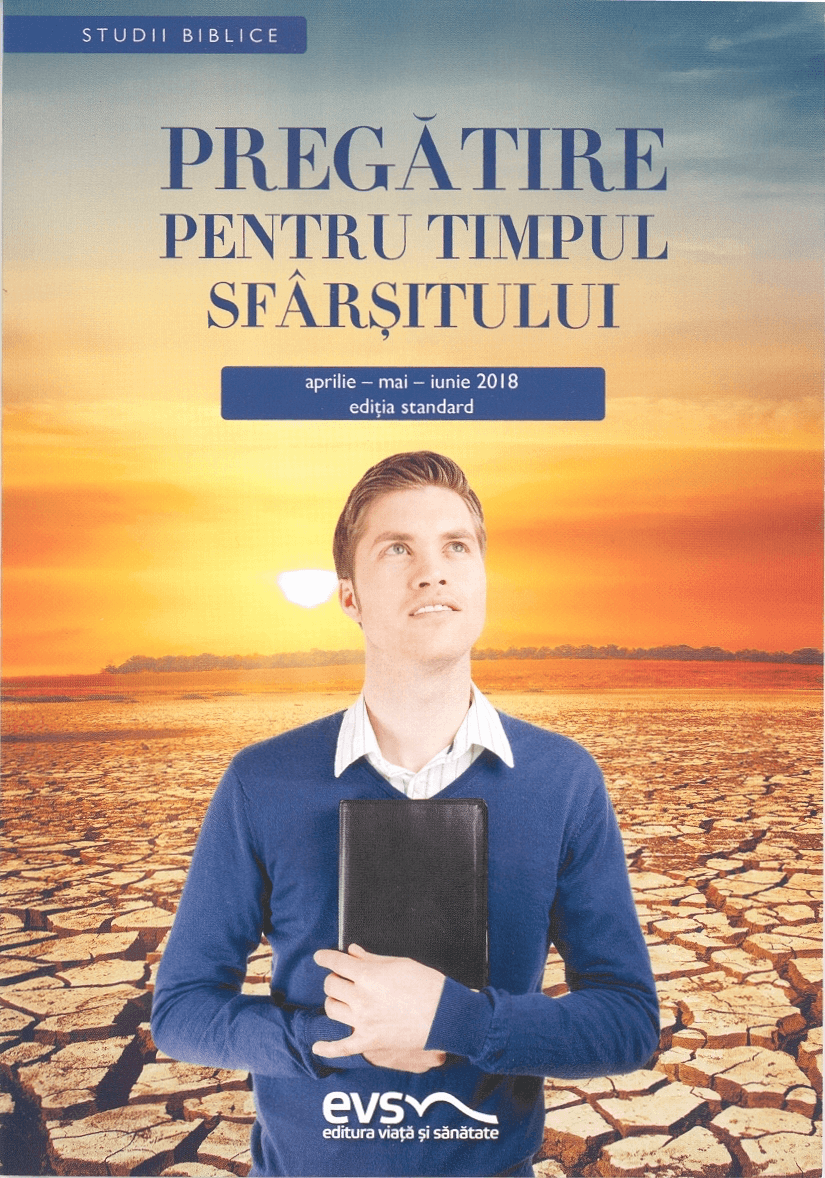 STUDII BIBLICE
PREGĂTIRE
PENTRU TIMPUL
SFÂRȘITULUI
aprilie – mai – iunie 2018
ediția standard
evs
editura viață și sănătate